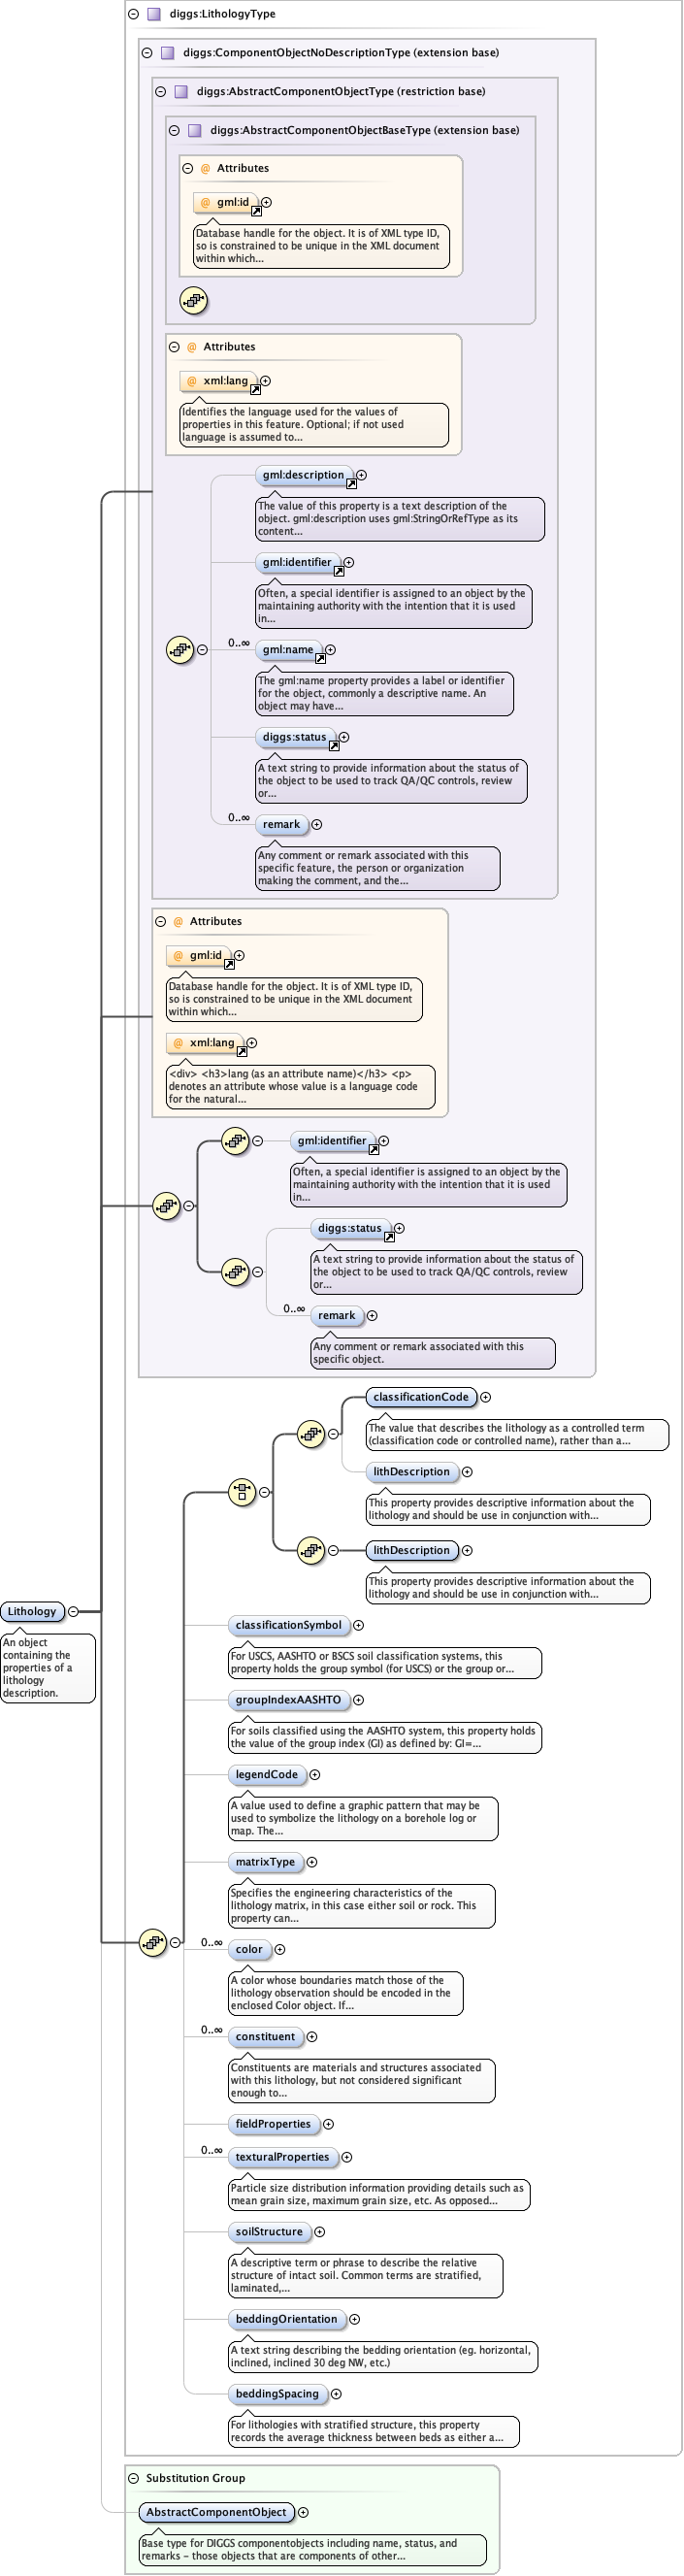 diggs:LithologyType
diggs:ComponentObjectNoDescriptionType (extension base)
diggs:AbstractComponentObjectType (restriction base)
diggs:AbstractComponentObjectBaseType (extension base)
@ Attributes
@ gml:id
Database handle for the object. It is of XML type ID,
so is constrained to be unique in the XML document
within which...
@ Attributes
@ xml:lang
Identifies the language used for the values of
properties in this feature. Optional; if not used
language is assumed to...
gml:description
The value of this property is a text description of the
object. gml:description uses gml:StringOrRefType as its
content...
gml:identifier
Often, a special identifier is assigned to an object by the
maintaining authority with the intention that it is used
in...
0..∞
gml:name
The gml:name property provides a label or identifier
for the object, commonly a descriptive name. An
object may have...
diggs:status
A text string to provide information about the status of
the object to be used to track QA/QC controls, review
or...
0..∞
remark
Any comment or remark associated with this
specific feature, the person or organization
making the comment, and the...
@ Attributes
@ gml:id
Database handle for the object. It is of XML type ID,
so is constrained to be unique in the XML document
within which...
@ xml:lang
<div> <h3>lang (as an attribute name)</h3> <p>
denotes an attribute whose value is a language code
for the natural...
gml:identifier
Often, a special identifier is assigned to an object by the
maintaining authority with the intention that it is used
in...
diggs:status
A text string to provide information about the status of
the object to be used to track QA/QC controls, review
or...
0..∞
remark
Any comment or remark associated with this
specific object.
classificationCode
The value that describes the lithology as a controlled term
(classification code or controlled name), rather than a...
lithDescription
This property provides descriptive information about the
lithology and should be use in conjunction with...
lithDescription
This property provides descriptive information about the
lithology and should be use in conjunction with...
Lithology
An object
containing the
properties of a
lithology
description.
classificationSymbol
For USCS, AASHTO or BSCS soil classification systems, this
property holds the group symbol (for USCS) or the group or...
groupIndexAASHTO
For soils classified using the AASHTO system, this property holds
the value of the group index (GI) as defined by: GI=...
legendCode
A value used to define a graphic pattern that may be
used to symbolize the lithology on a borehole log or
map. The...
matrixType
Specifies the engineering characteristics of the
lithology matrix, in this case either soil or rock. This
property can...
0..∞
color
A color whose boundaries match those of the
lithology observation should be encoded in the
enclosed Color object. If...
0..∞
constituent
Constituents are materials and structures associated
with this lithology, but not considered significant
enough to...
fieldProperties
0..∞
texturalProperties
Particle size distribution information providing details such as
mean grain size, maximum grain size, etc. As opposed...
soilStructure
A descriptive term or phrase to describe the relative
structure of intact soil. Common terms are stratified,
laminated,...
beddingOrientation
A text string describing the bedding orientation (eg. horizontal,
inclined, inclined 30 deg NW, etc.)
beddingSpacing
For lithologies with stratified structure, this property
records the average thickness between beds as either a...
Substitution Group
AbstractComponentObject
Base type for DIGGS componentobjects including name, status, and
remarks - those objects that are components of other...